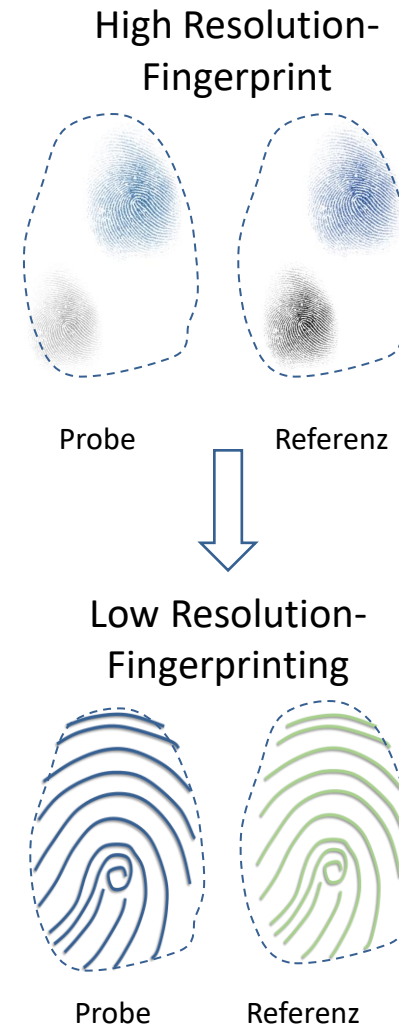 High Resolution-
Fingerprint
Probe Referenz
Low Resolution-
Fingerprinting
Probe Referenz